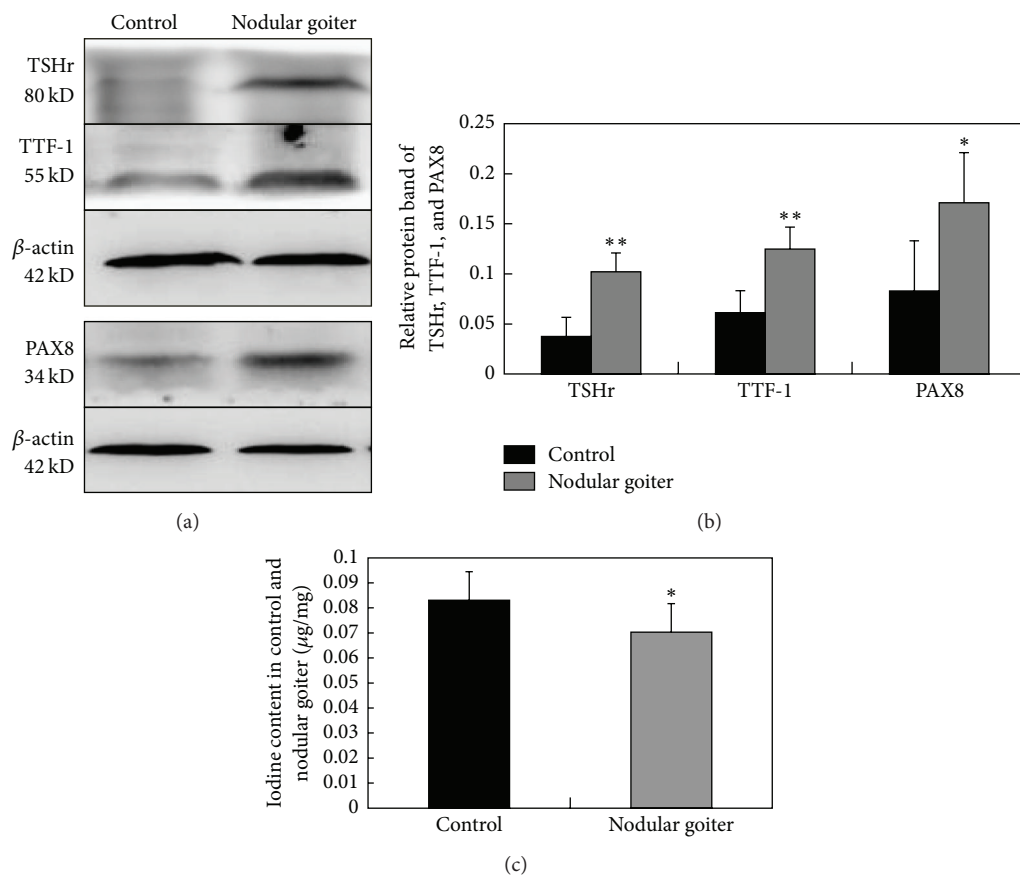 Control Nodular goiter
TSHr
80 kD
TTF-1
55 kD
β-actin
42 kD
PAX8
34 kD
β-actin
42 kD
(a)
Relative protein band of
TSHr, TTF-1, and PAX8
0.25
0.2
0.15
0.1
0.05
0
** ** *
TSHr TTF-1 PAX8
Control
Nodular goiter
(b)
Iodine content in control and
nodular goiter (μg/mg)
0.1
0.09
0.08
0.07
0.06
0.05
0.04
0.03
0.02
0.01
0
*
Control Nodular goiter
(c)